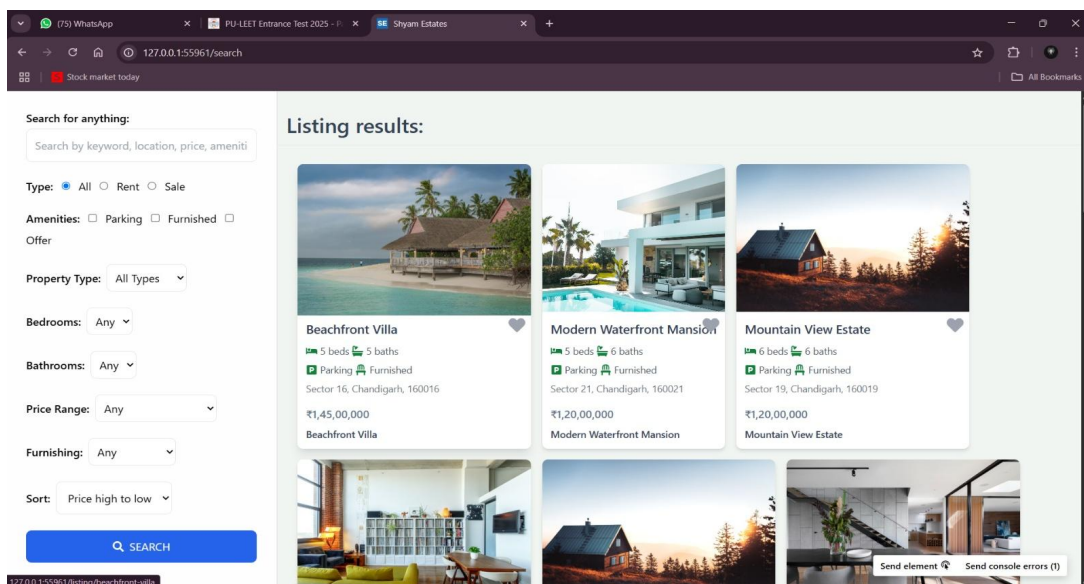 (75) WhatsApp
PU-LEET Entrance Test 2025 - P
SE Shyam Estates
127.0.0.1:55961/search
Stock market today
All Bookmarks
Search for anything:
Search by keyword, location, price, ameniti
Type: All Rent Sale
Amenities: Parking Furnished
Offer
Property Type: All Types
Bedrooms: Any
Bathrooms: Any
Price Range: Any
Furnishing: Any
Sort: Price high to low
SEARCH
127.0.0.1:55961/listing/beachfront-villa
Listing results:
Beachfront Villa
5 beds 5 baths
P Parking Furnished
Sector 16, Chandigarh, 160016
₹1,45,00,000
Beachfront Villa
Modern Waterfront Mansion
5 beds 6 baths
P Parking Furnished
Sector 21, Chandigarh, 160021
₹1,20,00,000
Modern Waterfront Mansion
Mountain View Estate
6 beds 6 baths
P Parking Furnished
Sector 19, Chandigarh, 160019
₹1,20,00,000
Mountain View Estate
Send element
Send console errors (1)